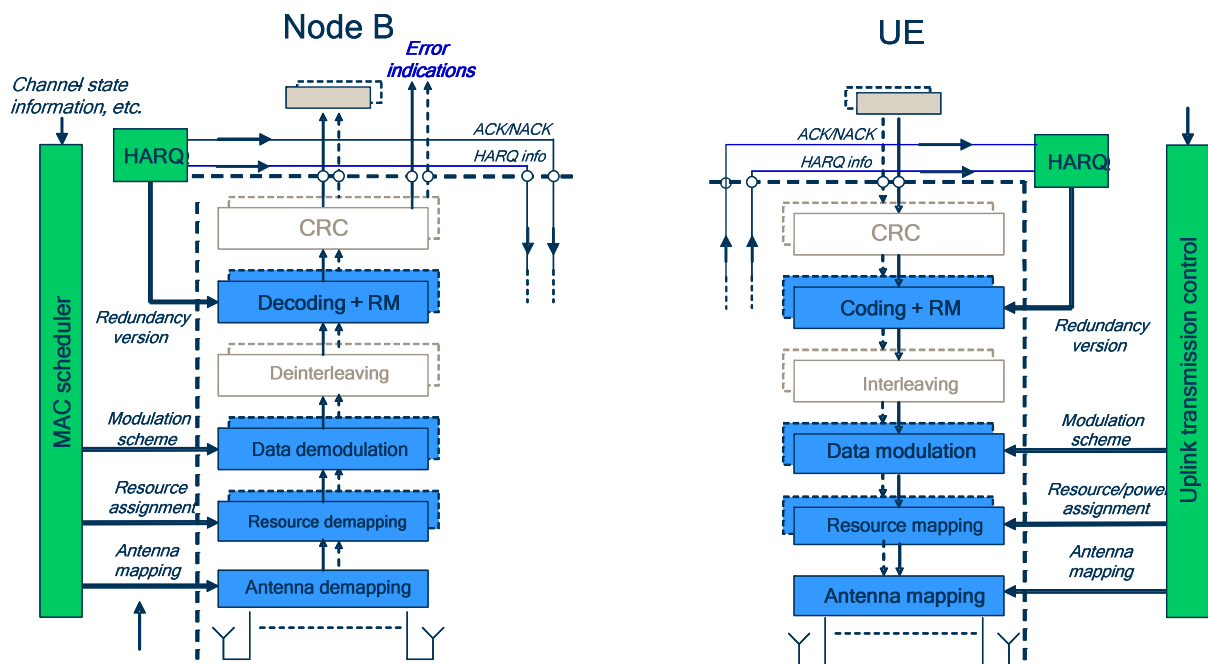 Node B
UE
Error
indications
Channel state
information, etc.
ACK/NACK
HARQ
HARQ info
ACK/NACK
HARQ info
HARQ
CRC
CRC
Decoding + RM
Coding + RM
Redundancy
version
Redundancy
version
Deinterleaving
Interleaving
MAC scheduler
Uplink transmission control
Modulation
scheme
Data demodulation
Data modulation
Modulation
scheme
Resource
assignment
Resource demapping
Resource mapping
Resource/power
assignment
Antenna
mapping
Antenna demapping
Antenna mapping
Antenna
mapping